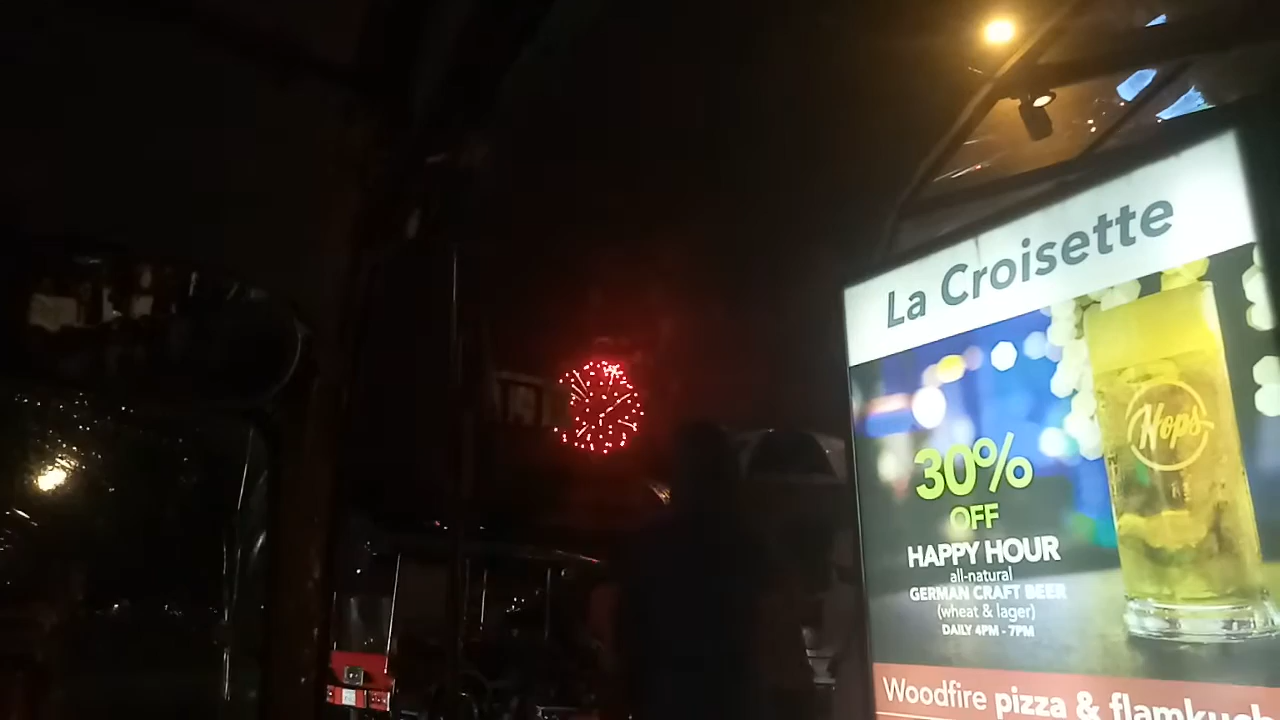 La Croisette
Hops
30%
OFF
HAPPY HOUR
all-natural
GERMAN CRAFT BEER
(wheat & lager)
DAILY 4PM - 7PM
Woodfire pizza & flamkuch